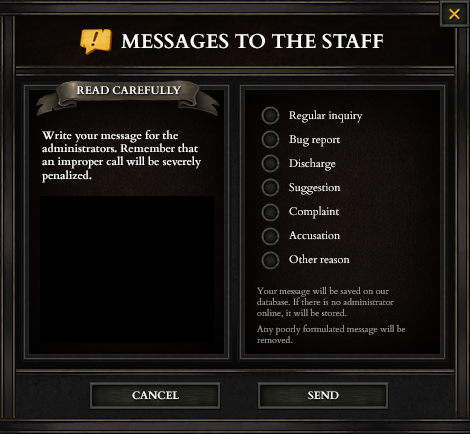 MESSAGES TO THE STAFF
READ CAREFULLY
Write your message for the
administrators. Remember that
an improper call will be severely
penalized.
Regular inquiry
Bug report
Discharge
Suggestion
Complaint
Accusation
Other reason
Your message will be saved on our
database. If there is no administrator
online, it will be stored.
Any poorly formulated message will be
removed.
CANCEL
SEND